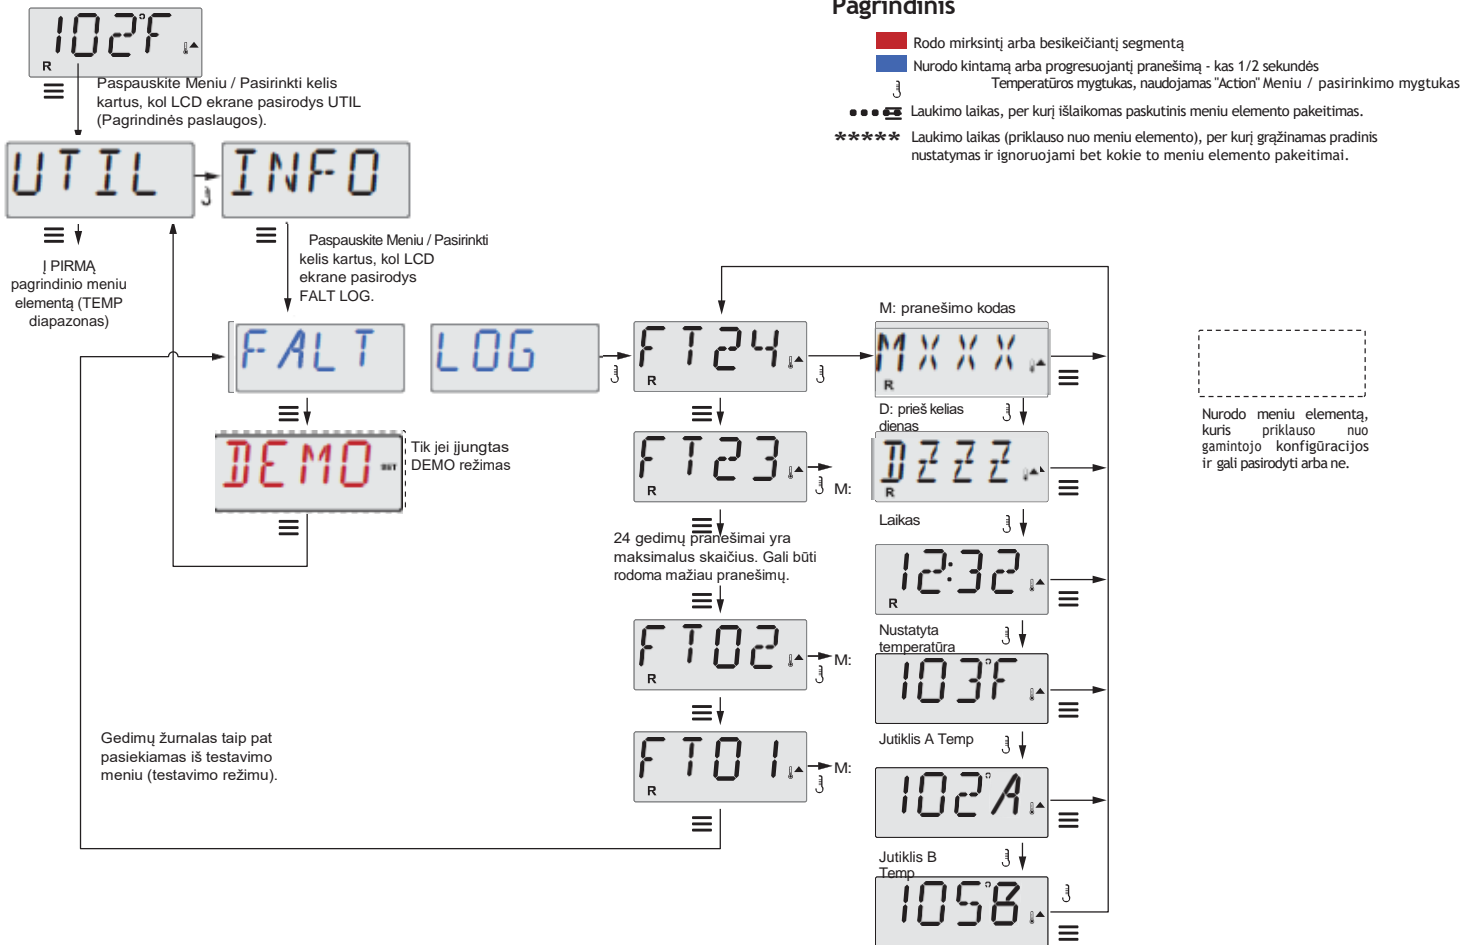 Pagrindinis
Rodo mirksintį arba besikeičiantį segmentą
Nurodo kintamą arba progresuojantį pranešimą - kas 1/2 sekundės
Temperatūros mygtukas, naudojamas "Action" Meniu / pasirinkimo mygtukas
Laukimo laikas, per kurį išlaikomas paskutinis meniu elemento pakeitimas.
***** Laukimo laikas (priklauso nuo meniu elemento), per kurį grąžinamas pradinis
nustatymas ir ignoruojami bet kokie to meniu elemento pakeitimai.
102°F
R
Paspauskite Meniu / Pasirinkti kelis
kartus, kol LCD ekrane pasirodys UTIL
(Pagrindinės paslaugos).
UTIL
INFO
Į PIRMĄ
pagrindinio meniu
elementą (TEMP
diapazonas)
Paspauskite Meniu / Pasirinkti
kelis kartus, kol LCD
ekrane pasirodys
FALT LOG.
FALT
LOG
DEMO
SET
Tik jei įjungtas
DEMO režimas
FT24
R
FT23
R
M:
24 gedimų pranešimai yra
maksimalus skaičius. Gali būti
rodoma mažiau pranešimų.
FT02
R
M:
FT01
R
M:
M: pranešimo kodas
MXXX
R
D: prieš kelias
dienas
DZZZ
R
Laikas
12:32
R
Nustatyta
temperatūra
103°F
Jutiklis A Temp
102°A
Jutiklis B
Temp
105°B
Nurodo meniu elementą,
kuris priklauso nuo
gamintojo konfigūracijos
ir gali pasirodyti arba ne.
Gedimų žurnalas taip pat
pasiekiamas iš testavimo
meniu (testavimo režimu).